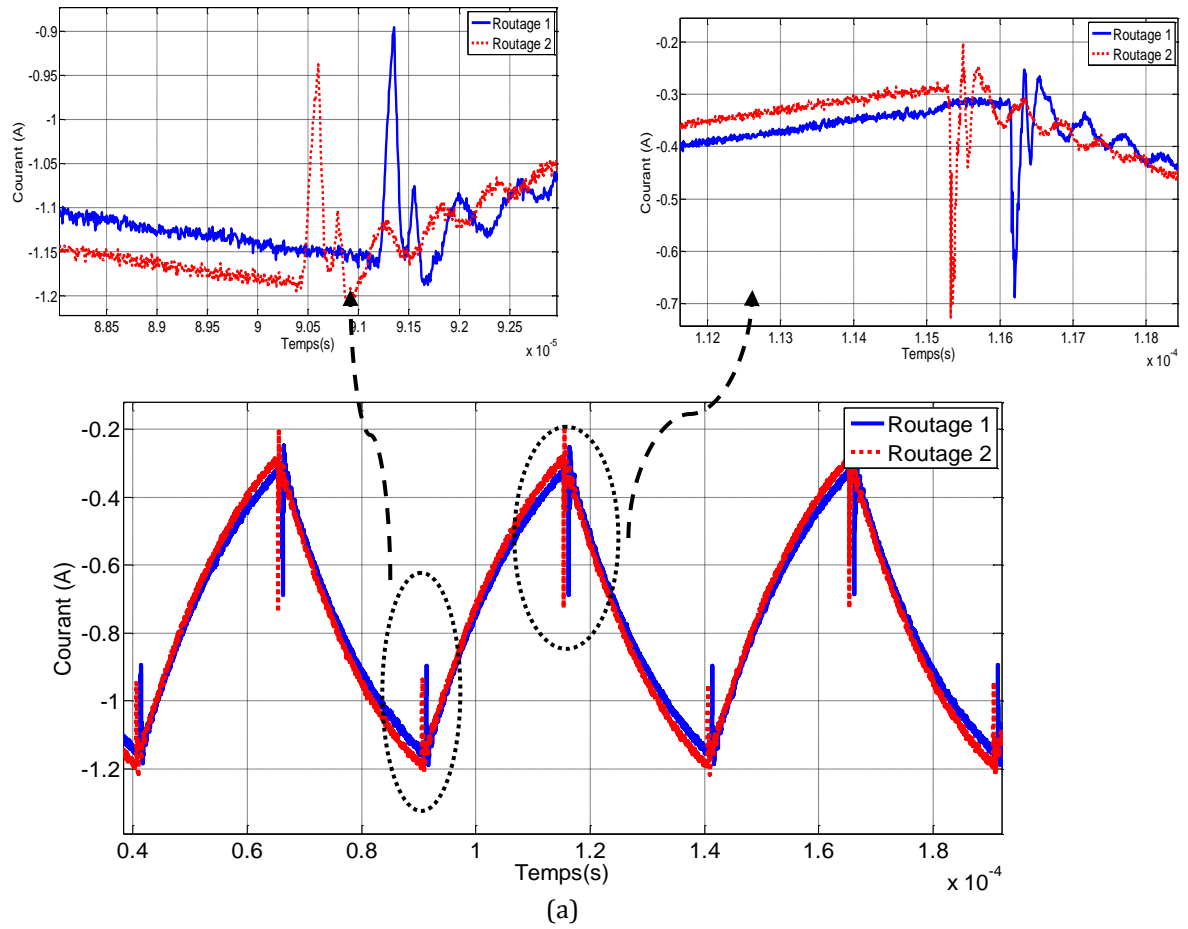 Routage 1
Routage 2
-0.9
-0.95
-1
-1.05
-1.1
-1.15
-1.2
Courant (A)
8.85 8.9 8.95 9 9.05 9.1 9.15 9.2 9.25
Temps(s)
x 10-5
Routage 1
Routage 2
-0.2
-0.3
-0.4
-0.5
-0.6
-0.7
Courant (A)
1.12 1.13 1.14 1.15 1.16 1.17 1.18
Temps(s)
x 10-4
Routage 1
Routage 2
-0.2
-0.4
-0.6
-0.8
-1
-1.2
Courant (A)
0.4 0.6 0.8 1 1.2 1.4 1.6 1.8
Temps(s)
x 10-4
(a)